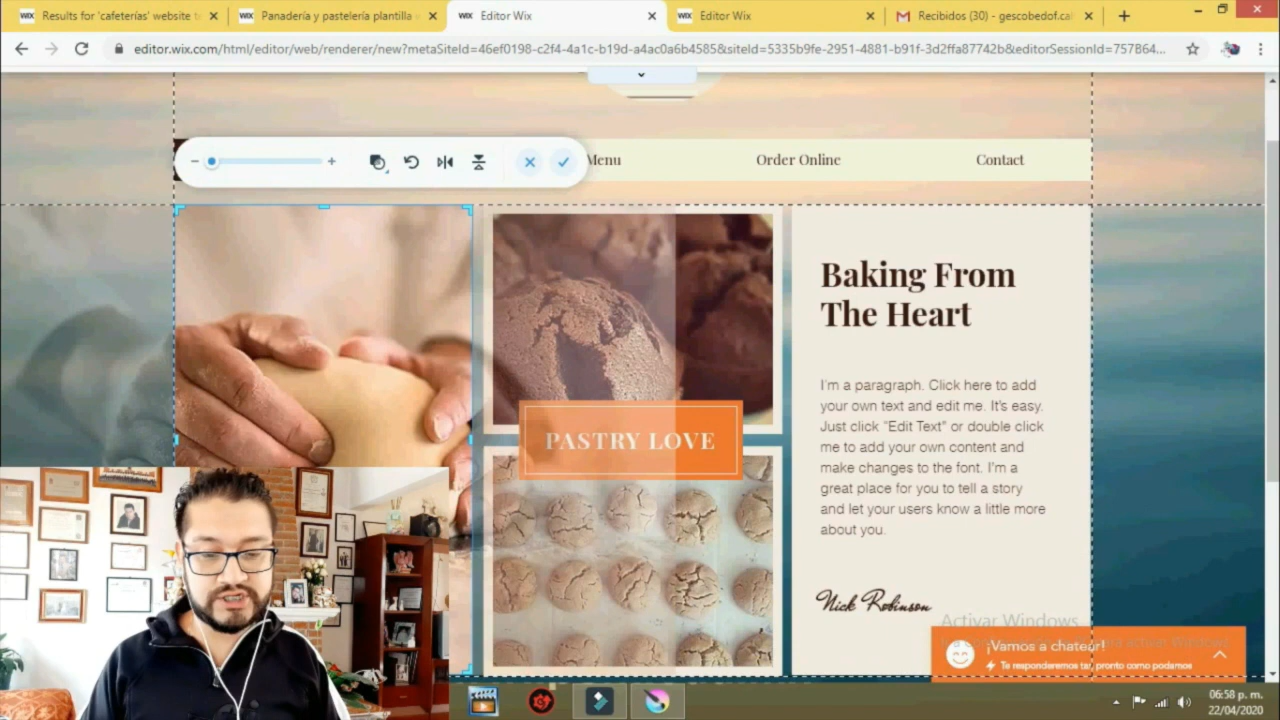 WIX Results for 'cafeterías' website t
WIX Panadería y pastelería plantilla
WIX Editor Wix
WIX Editor Wix
Recibidos (30) - gescobedof.ca
editor.wix.com/html/editor/web/renderer/new?metaSiteId=46ef0198-c2f4-4a1c-b19d-a4ac0a6b4585&siteId=5335b9fe-2951-4881-b91f-3d2ffa87742b&editorSessionId=757B64...
Menu
Order Online
Contact
Baking From
The Heart
PASTRY LOVE
I'm a paragraph. Click here to add
your own text and edit me. It's easy.
Just click “Edit Text” or double click
me to add your own content and
make changes to the font. I'm a
great place for you to tell a story
and let your users know a little more
about you.
Nick Robinson
Activar Windows
¡Vamos a chatear!
Te responderemos tan pronto como podamos
06:58 p. m.
22/04/2020